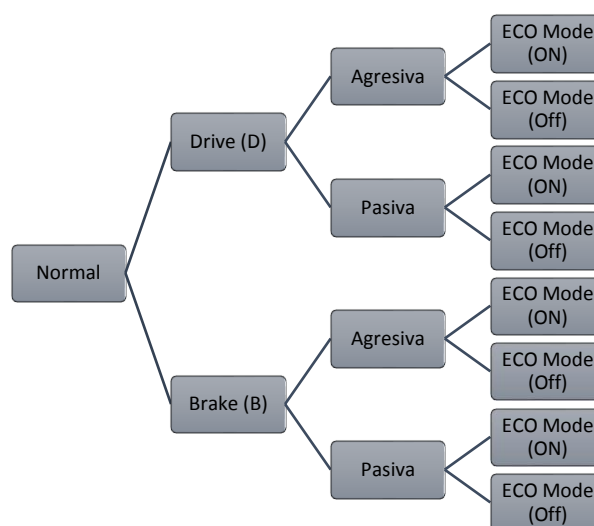 ECO Mode
(ON)
Agresiva
ECO Mode
(Off)
Drive (D)
ECO Mode
(ON)
Pasiva
ECO Mode
(Off)
Normal
ECO Mode
(ON)
Agresiva
ECO Mode
(Off)
Brake (B)
ECO Mode
(ON)
Pasiva
ECO Mode
(Off)